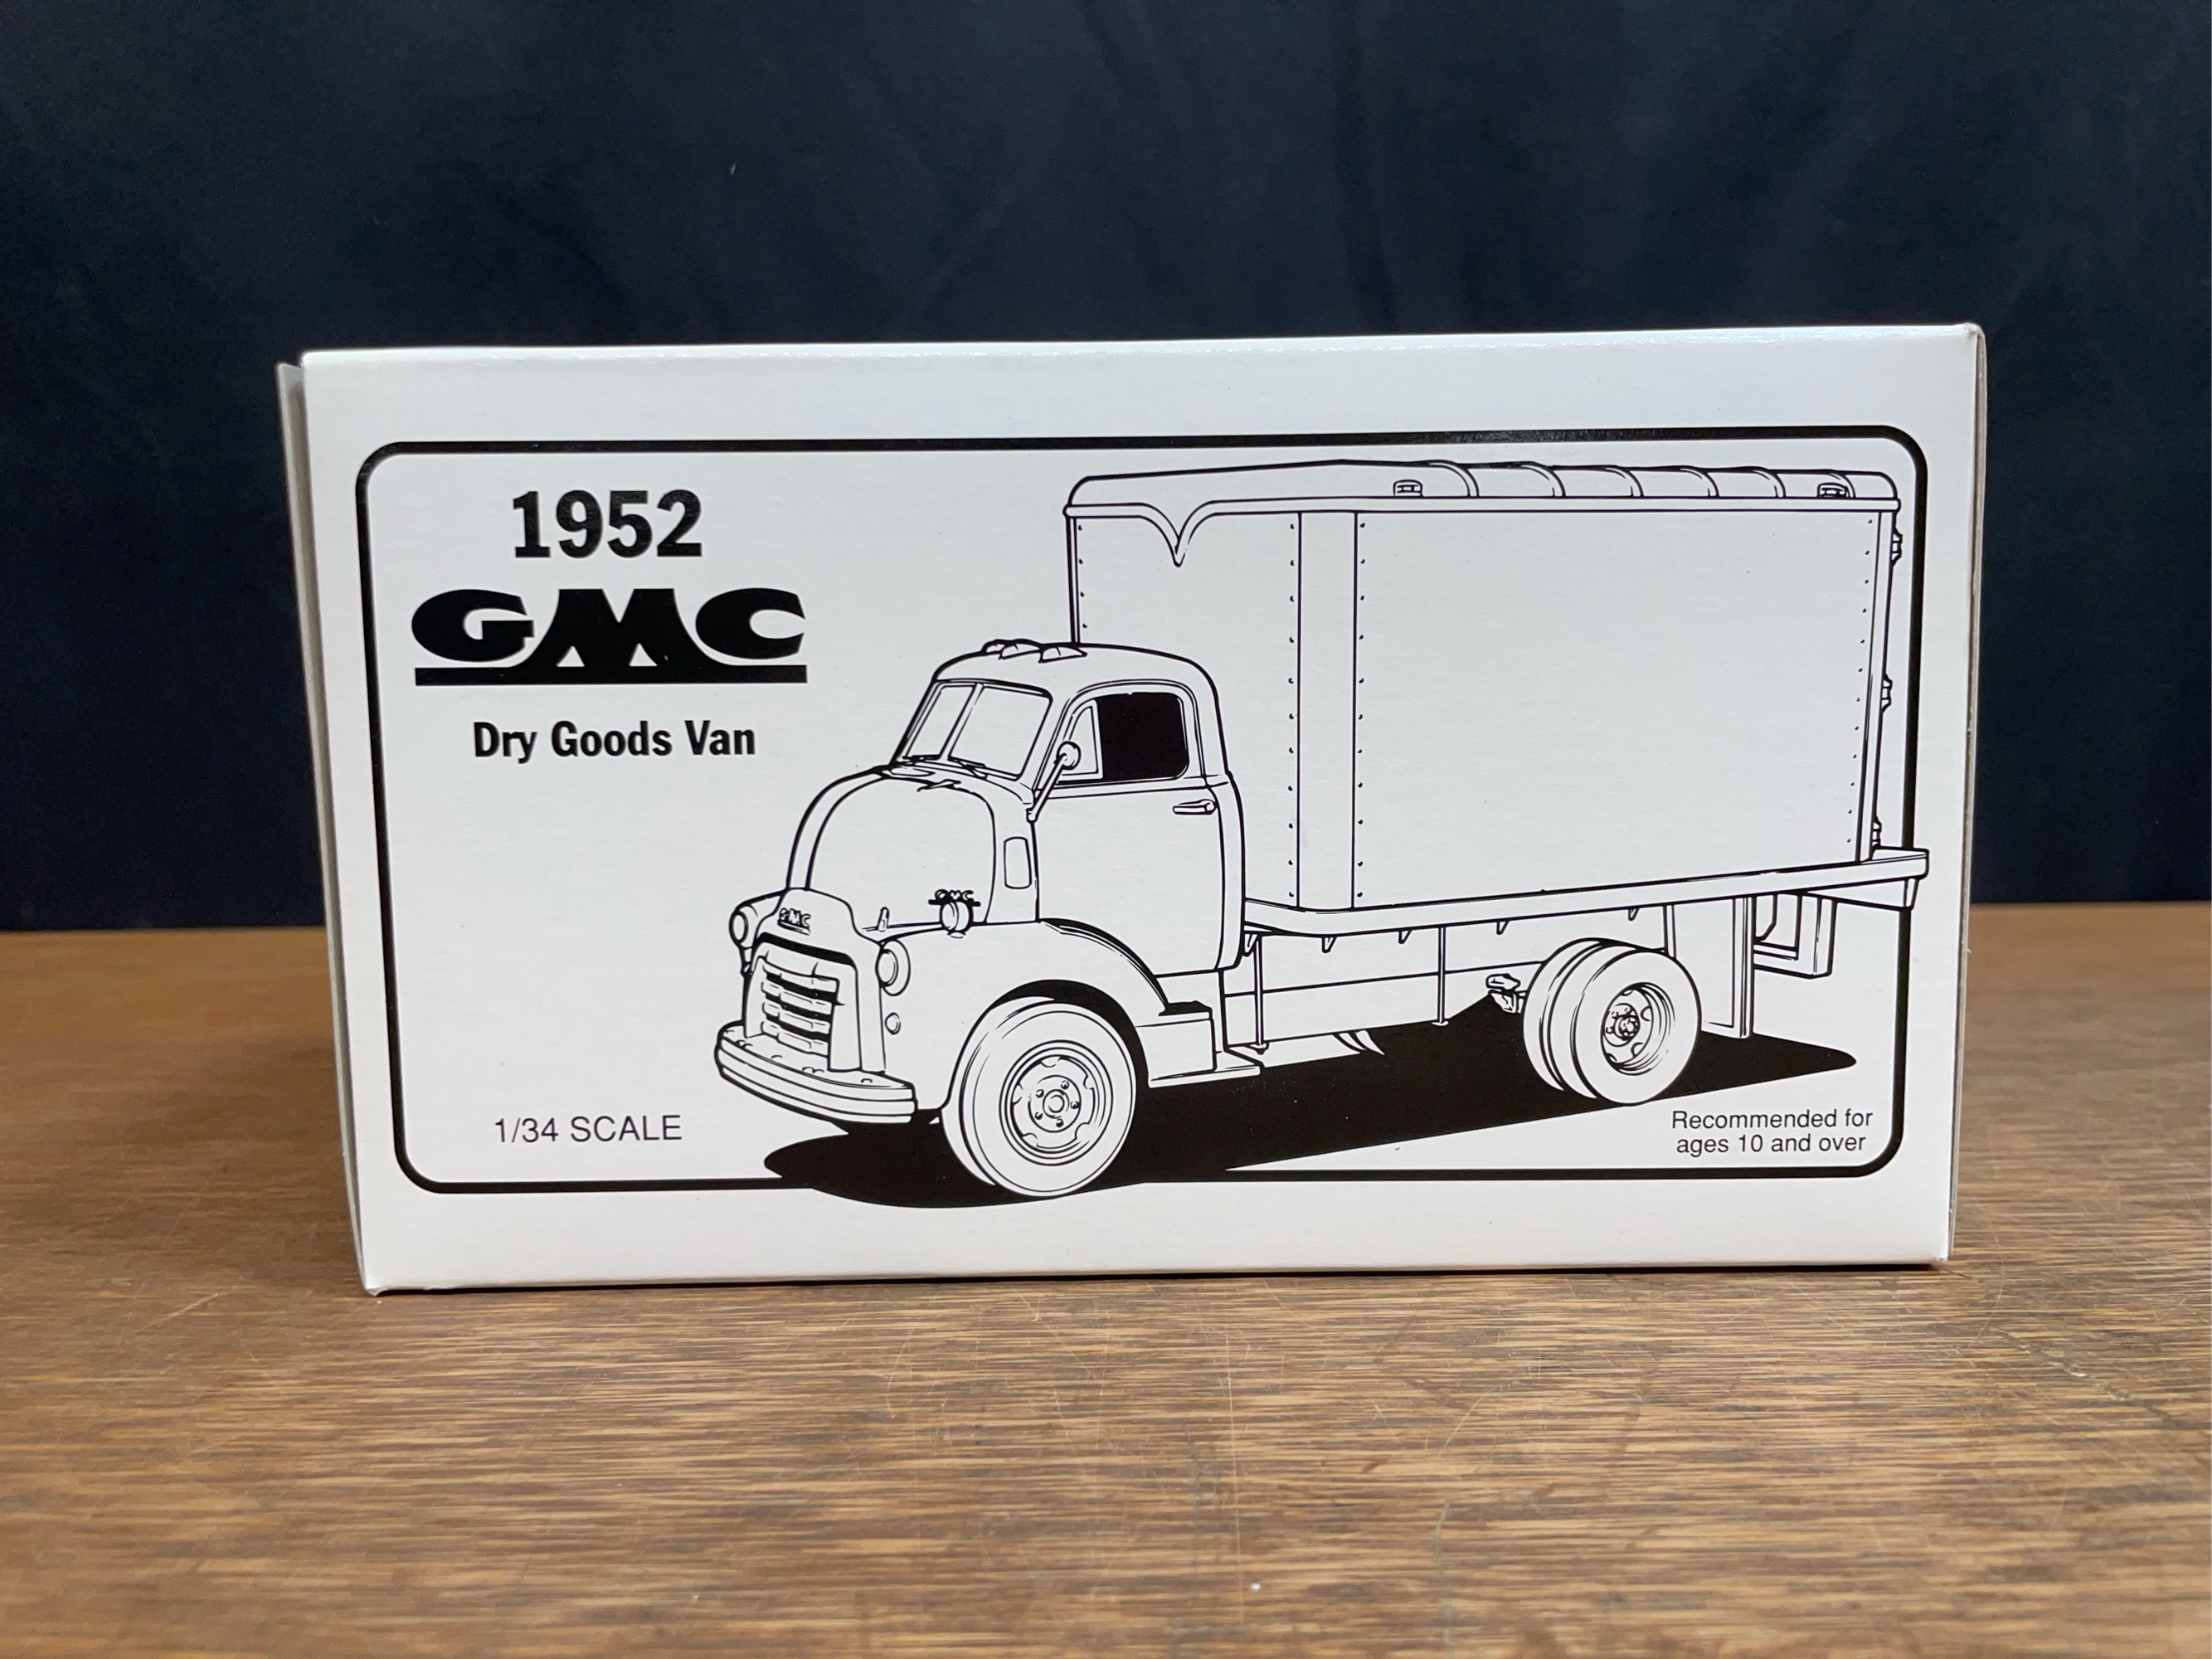 1952
GMC
Dry Goods Van
GMC
GMC
1/34 SCALE
Recommended for
ages 10 and over